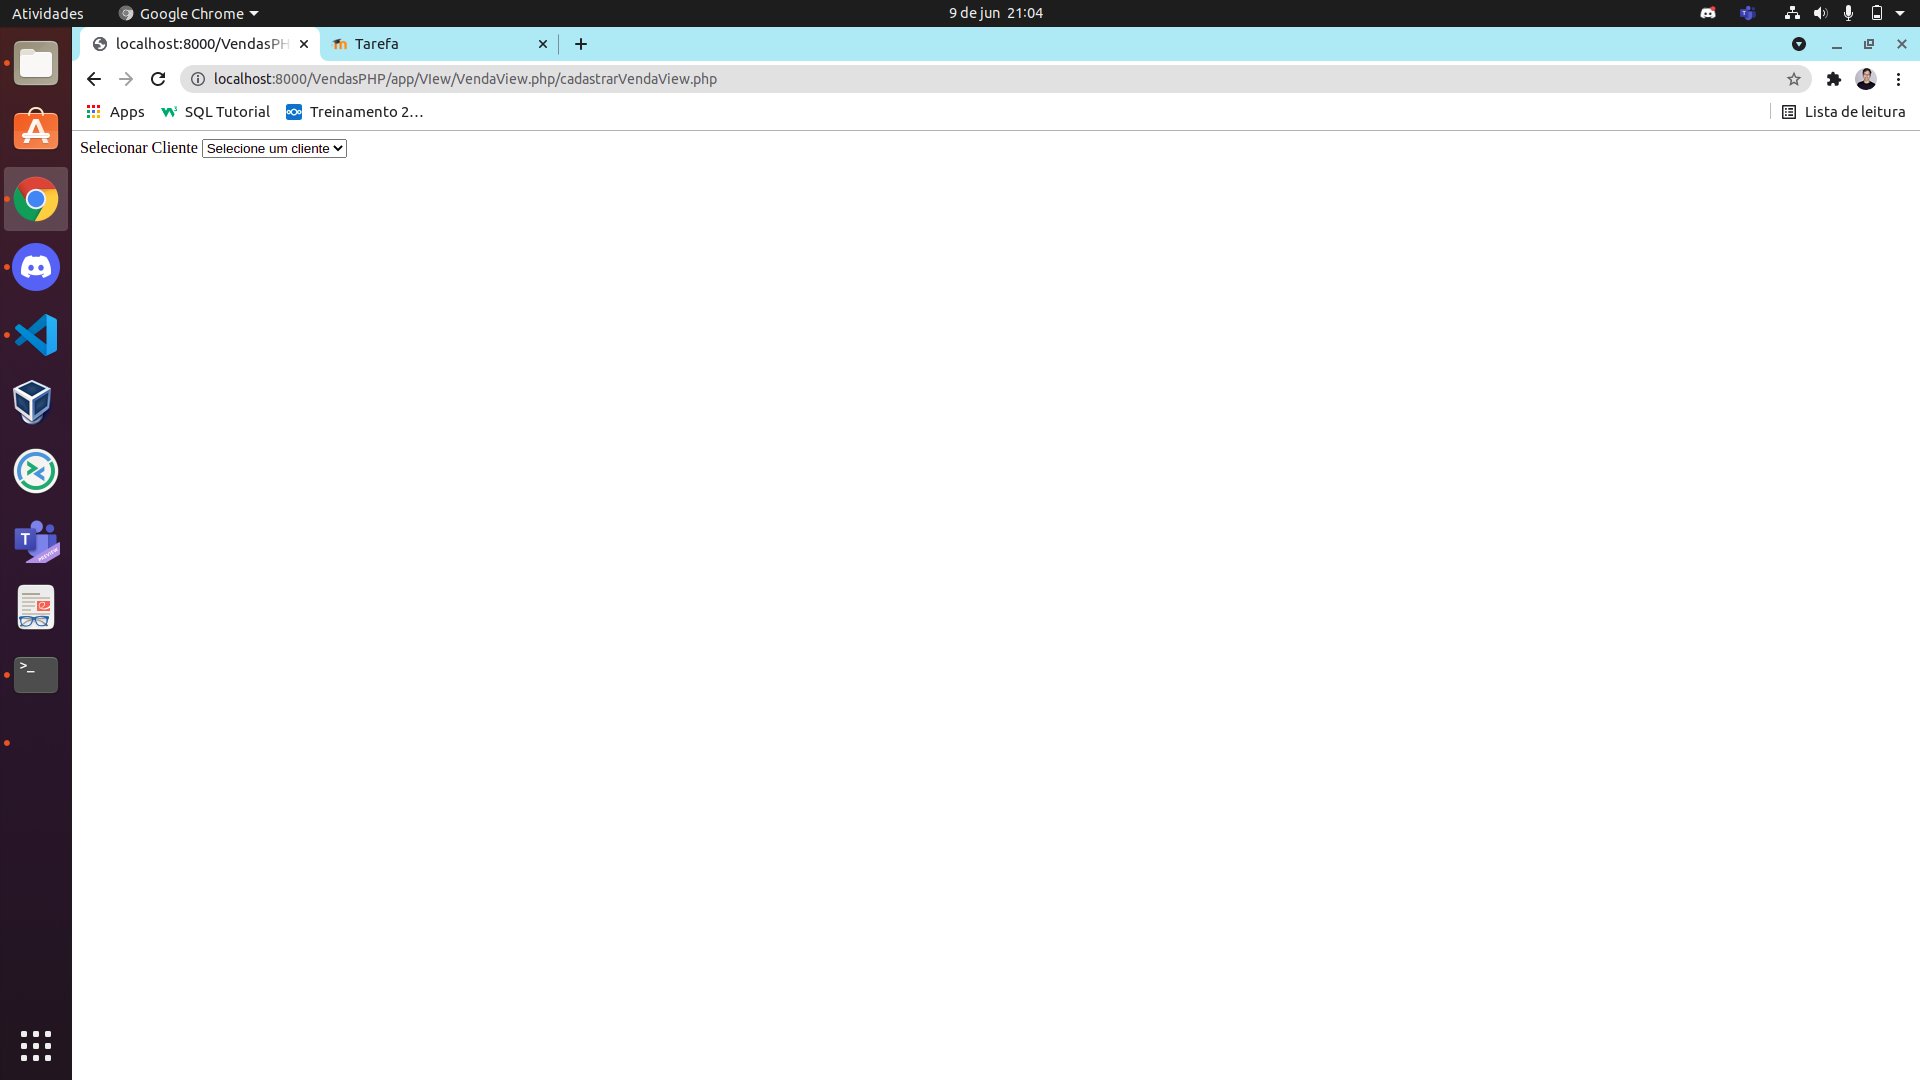 Atividades
Google Chrome
9 de jun 21:04
localhost:8000/VendasPH
Tarefa
localhost:8000/VendasPHP/app/VIew/VendaView.php/cadastrarVendaView.php
Apps
SQL Tutorial
Treinamento 2…
Lista de leitura
Selecionar Cliente
Selecione um cliente
T
PREVIEW
>_